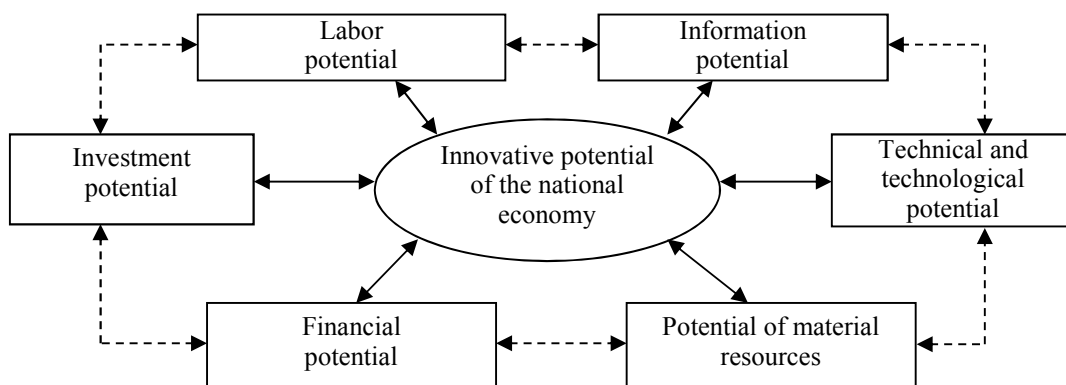 Labor
potential
Information
potential
Investment
potential
Innovative potential
of the national
economy
Technical and
technological
potential
Financial
potential
Potential of material
resources